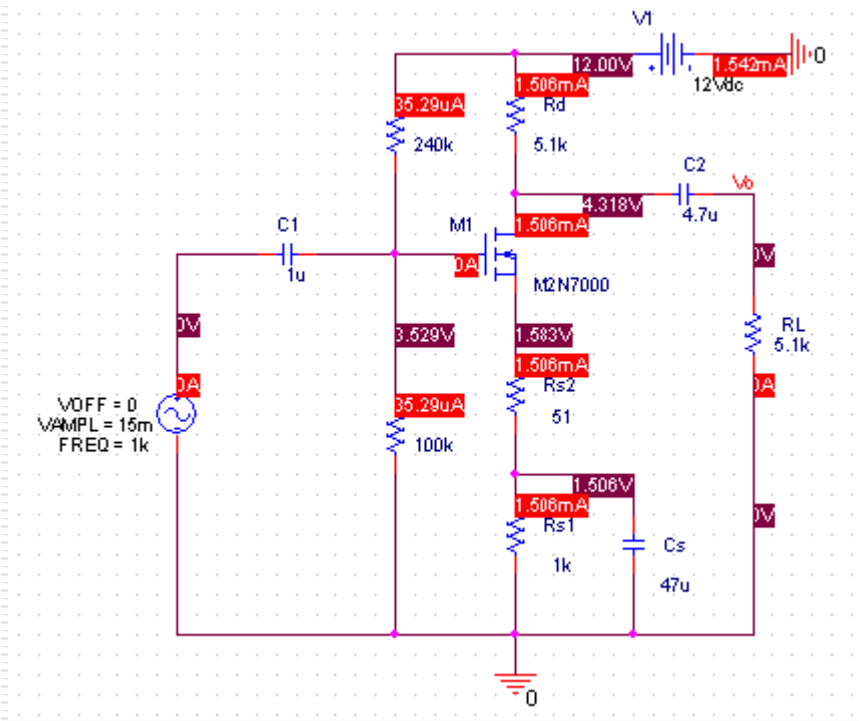 V1
12.00V
1.542mA
0
12Vdc
1.506mA
35.29uA
Rd
240k
5.1k
C2
Vo
4.318V
4.7u
C1
M1
1.506mA
1u
0A
0V
M2N7000
0V
3.529V
1.583V
RL
5.1k
1.506mA
0A
Rs2
0A
VOFF = 0
VAMPL = 15m
FREQ = 1k
35.29uA
51
100k
1.506V
1.506mA
0V
Rs1
Cs
1k
47u
0